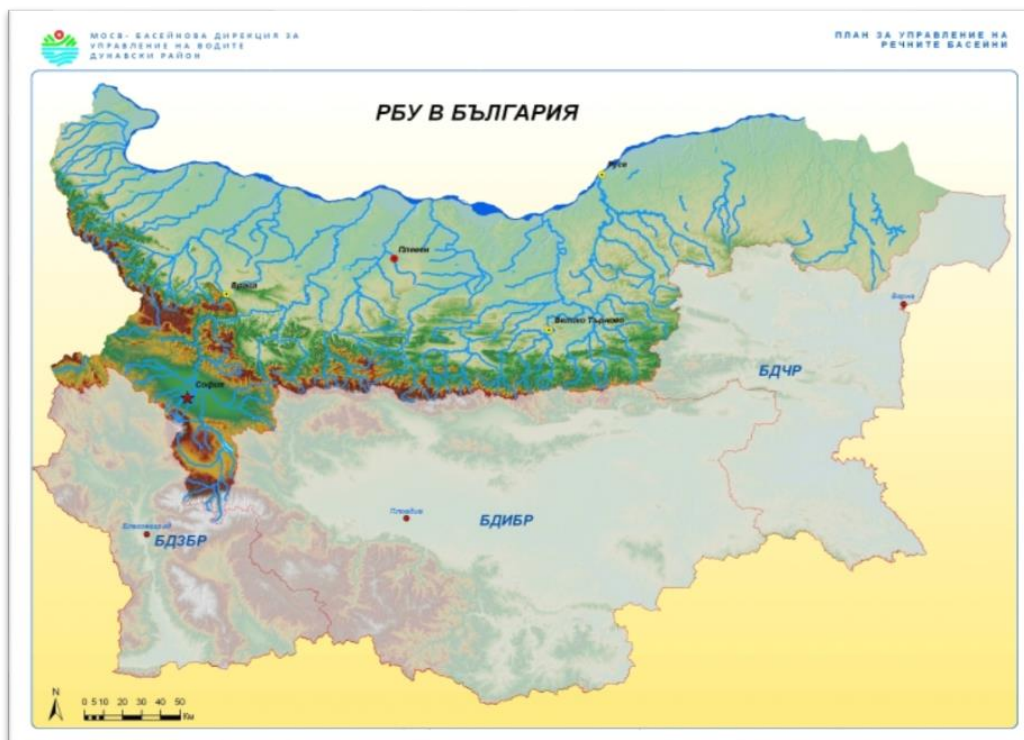 МОСВ- БАСЕЙНОВА ДИРЕКЦИЯ ЗА
УПРАВЛЕНИЕ НА ВОДИТЕ
ДУНАВСКИ РАЙОН
ПЛАН ЗА УПРАВЛЕНИЕ НА
РЕЧНИТЕ БАСЕЙНИ
РБУ В БЪЛГАРИЯ
Русе
Плевен
Враца
Варна
Велико Търново
БДЧР
София
Пловдив
БДИБР
Благоевград
БДЗБР
N
0 5 10 20 30 40 50
Км